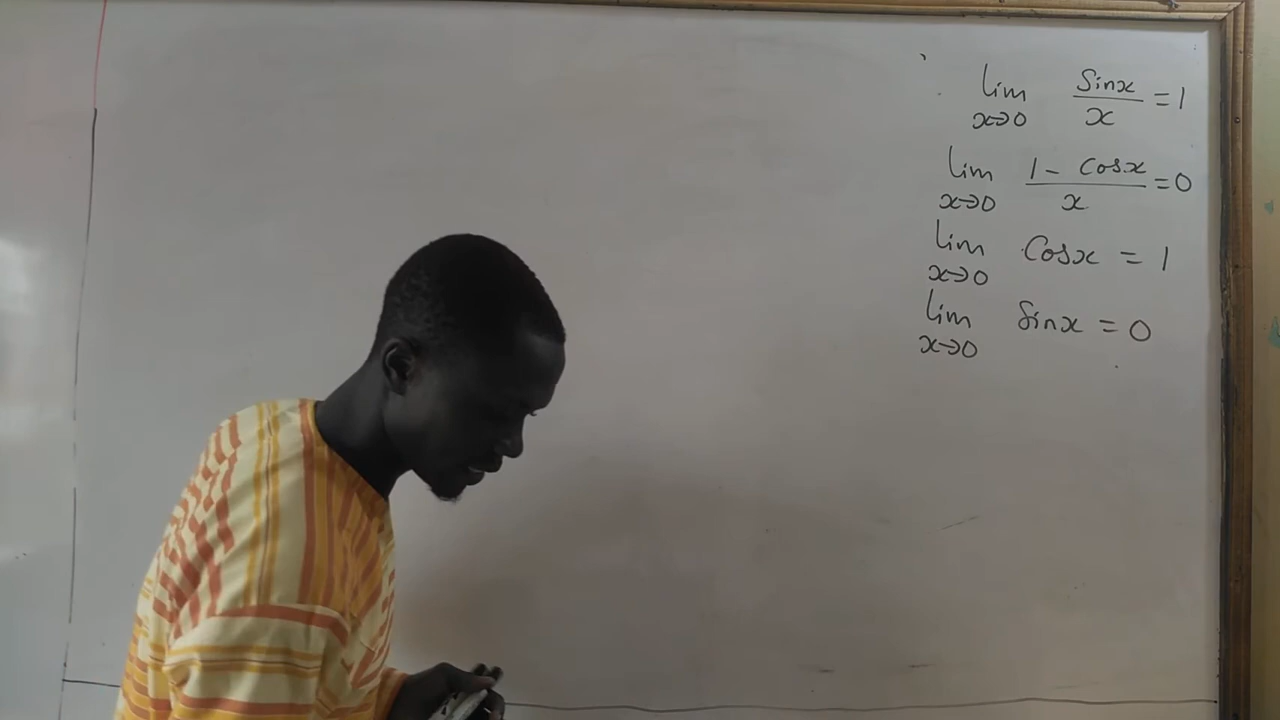 lim sinx/x = 1
x→0
lim 1 - cosx/x = 0
x→0
lim cosx = 1
x→0
lim sinx = 0
x→0